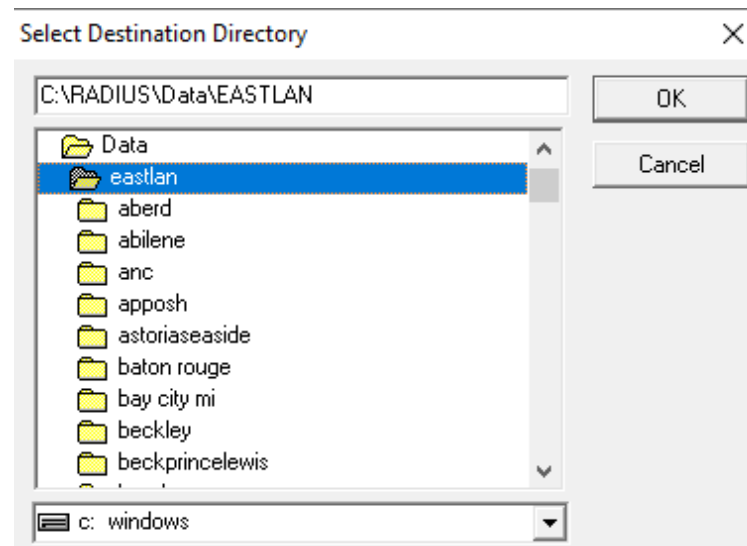 Select Destination Directory
C:\RADIUS\Data\EASTLAN
OK
Data
Cancel
eastlan
aberd
abilene
anc
apposh
astoriaseaside
baton rouge
bay city mi
beckley
beckprincelewis
c: windows